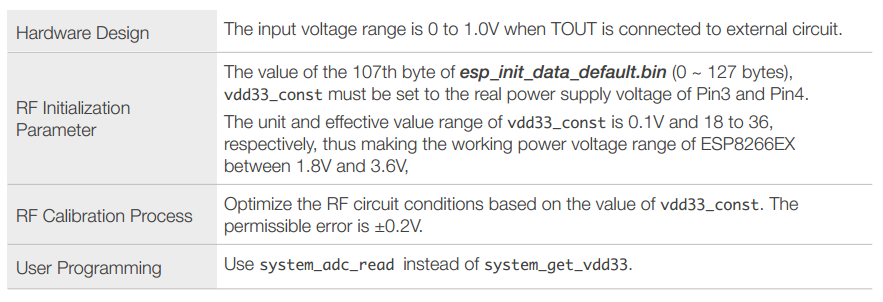 Hardware Design
The input voltage range is 0 to 1.0V when TOUT is connected to external circuit.
RF Initialization
Parameter
The value of the 107th byte of esp_init_data_default.bin (0 ~ 127 bytes),
vdd33_const must be set to the real power supply voltage of Pin3 and Pin4.
The unit and effective value range of vdd33_const is 0.1V and 18 to 36,
respectively, thus making the working power voltage range of ESP8266EX
between 1.8V and 3.6V,
RF Calibration Process
Optimize the RF circuit conditions based on the value of vdd33_const. The
permissible error is ±0.2V.
User Programming
Use system_adc_read instead of system_get_vdd33.